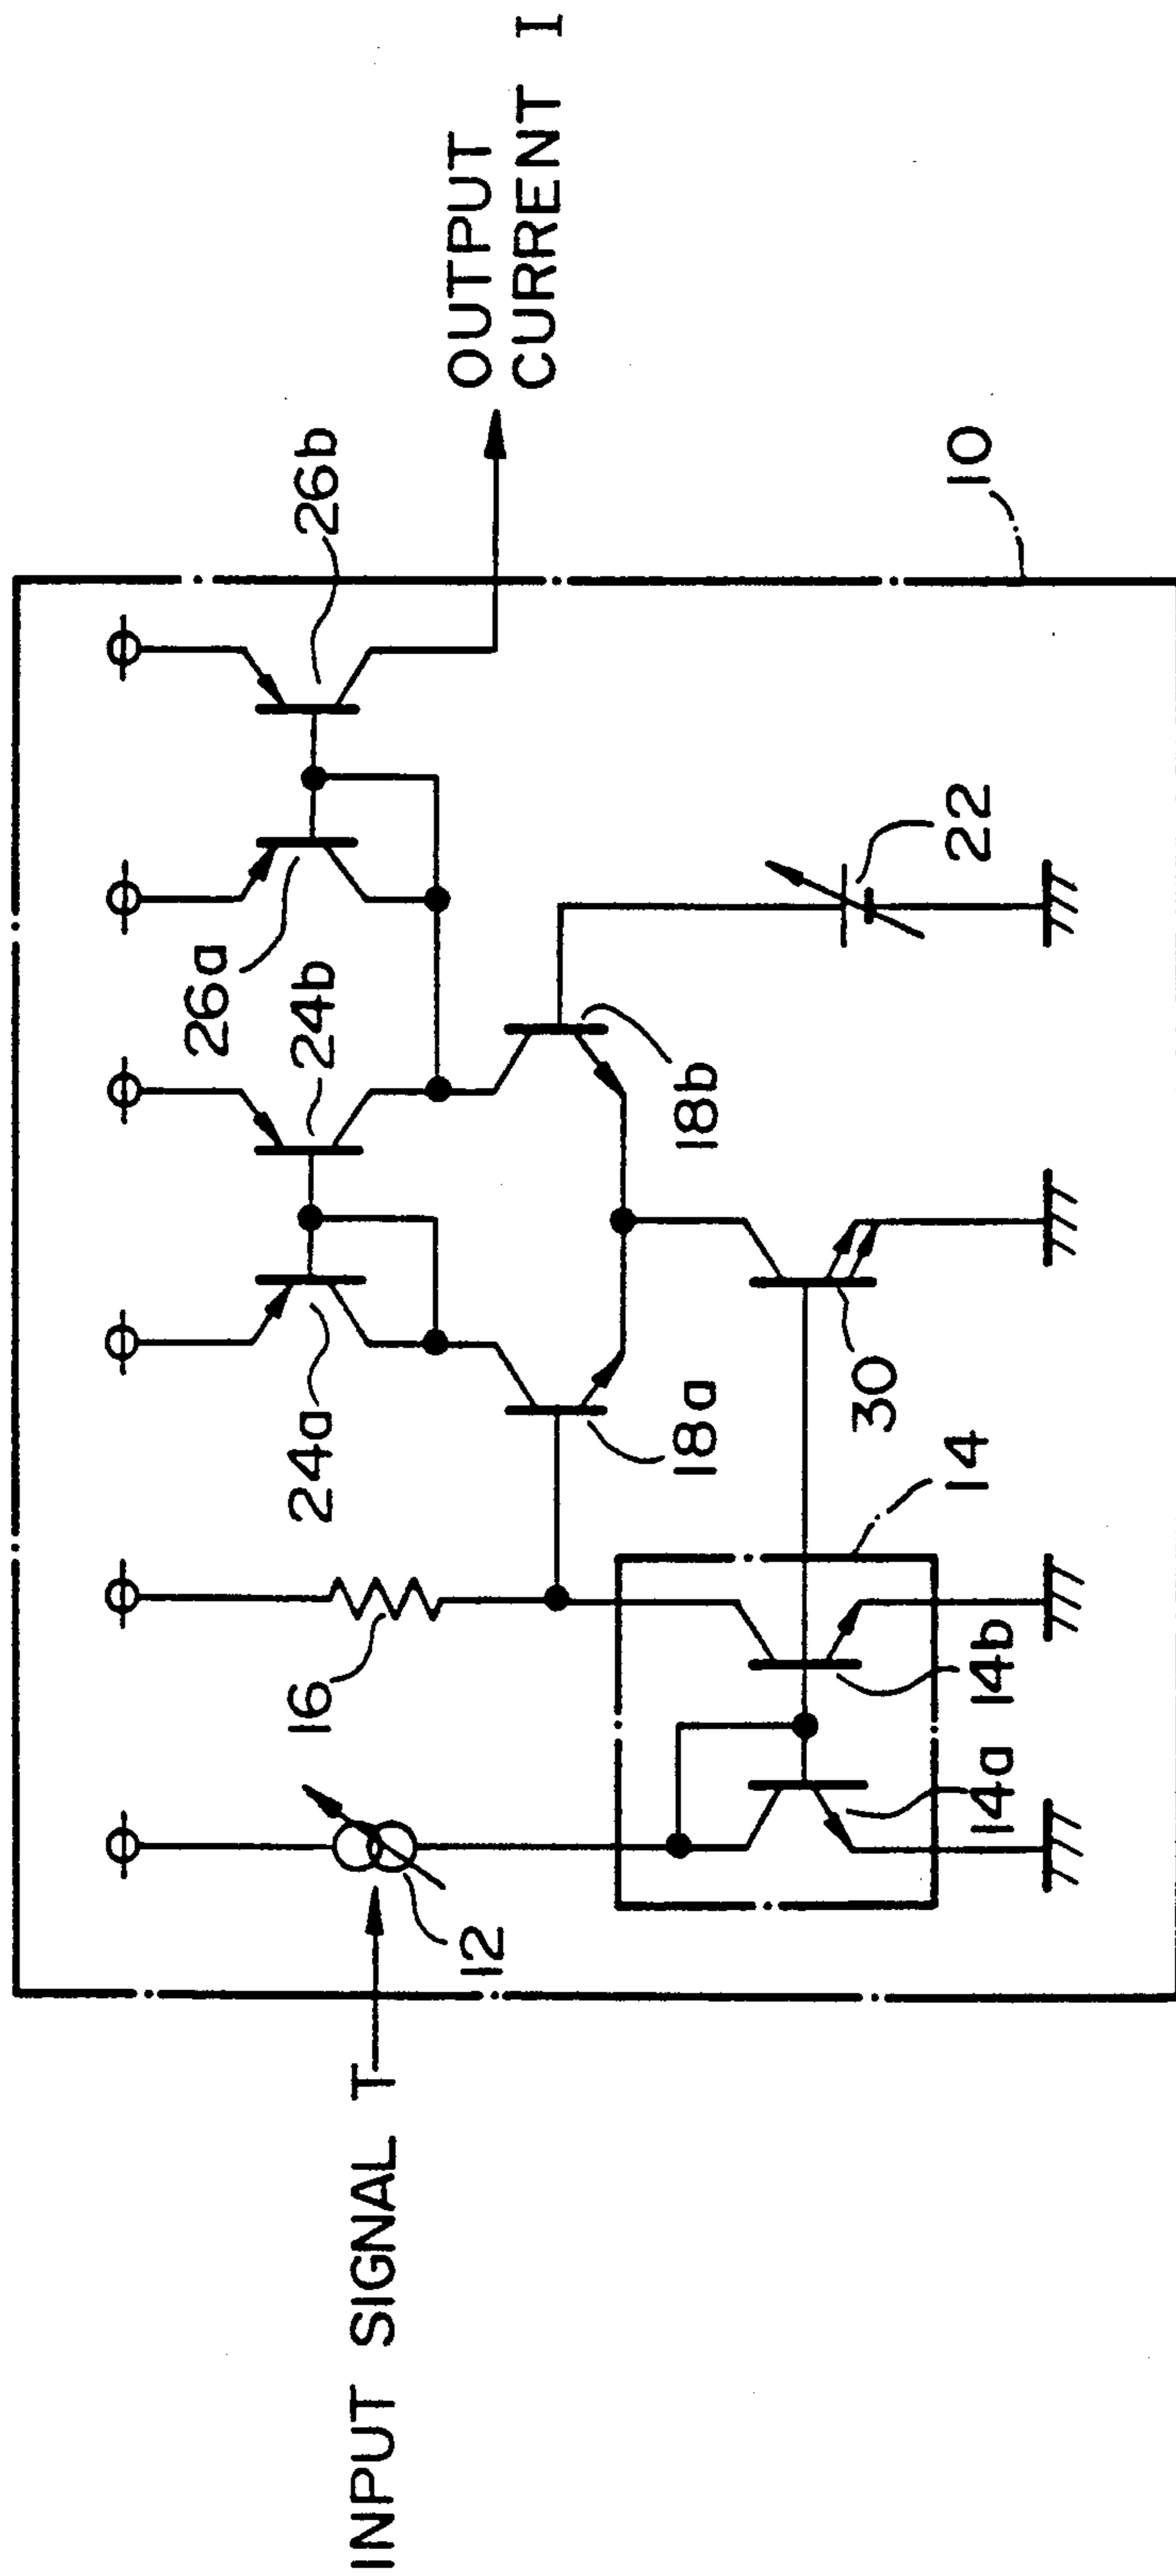 INPUT SIGNAL T
12
16
24a
24b
26a
26b
OUTPUT
CURRENT I
18a
18b
14a
14b
14
30
22
10